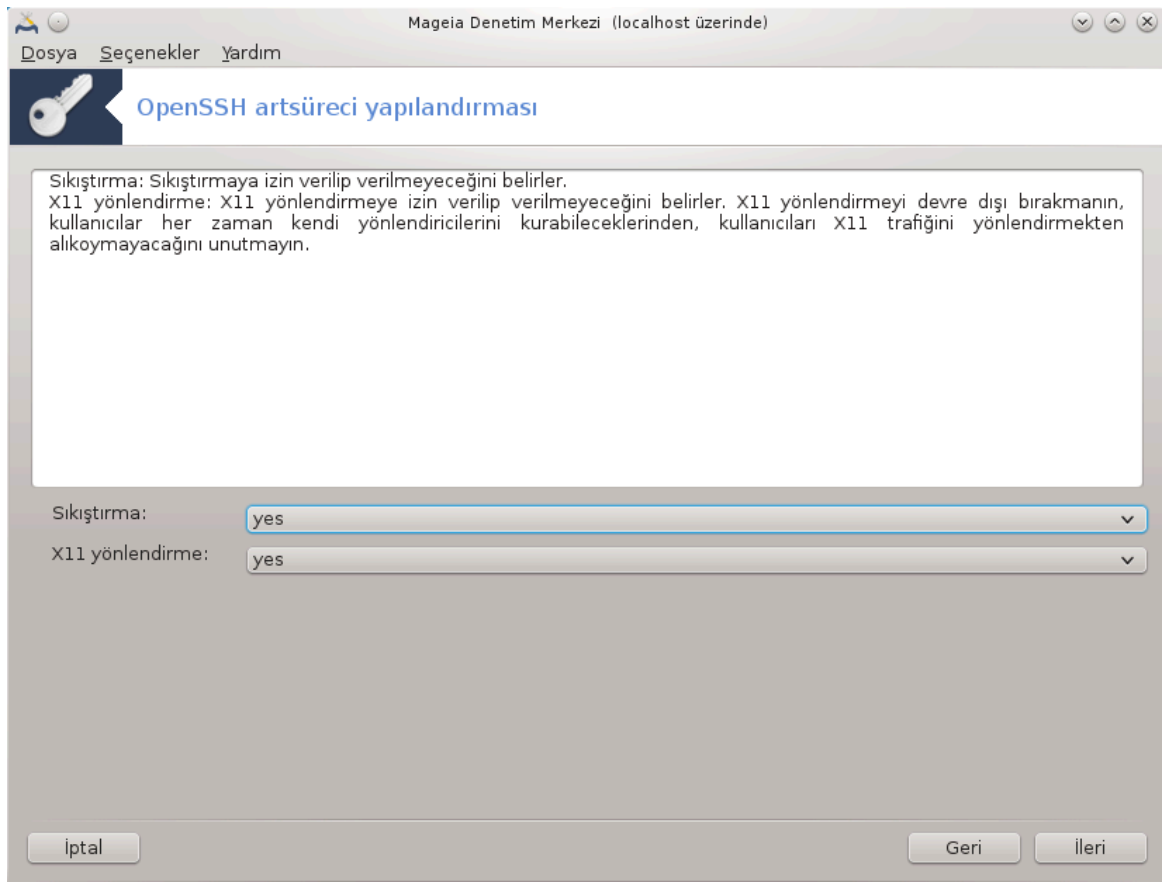 Mageia Denetim Merkezi (localhost üzerinde)
Dosya Seçenekler Yardım
OpenSSH artsüreci yapılandırması
Sıkıştırma: Sıkıştırmaya izin verilip verilmeyeceğini belirler.
X11 yönlendirme: X11 yönlendirmeye izin verilip verilmeyeceğini belirler. X11 yönlendirmeyi devre dışı bırakmanın,
kullanıcılar her zaman kendi yönlendiricilerini kurabileceklerinden, kullanıcıları X11 trafiğini yönlendirmekten
alıkoymayacağını unutmayın.
Sıkıştırma: yes
X11 yönlendirme: yes
İptal Geri İleri